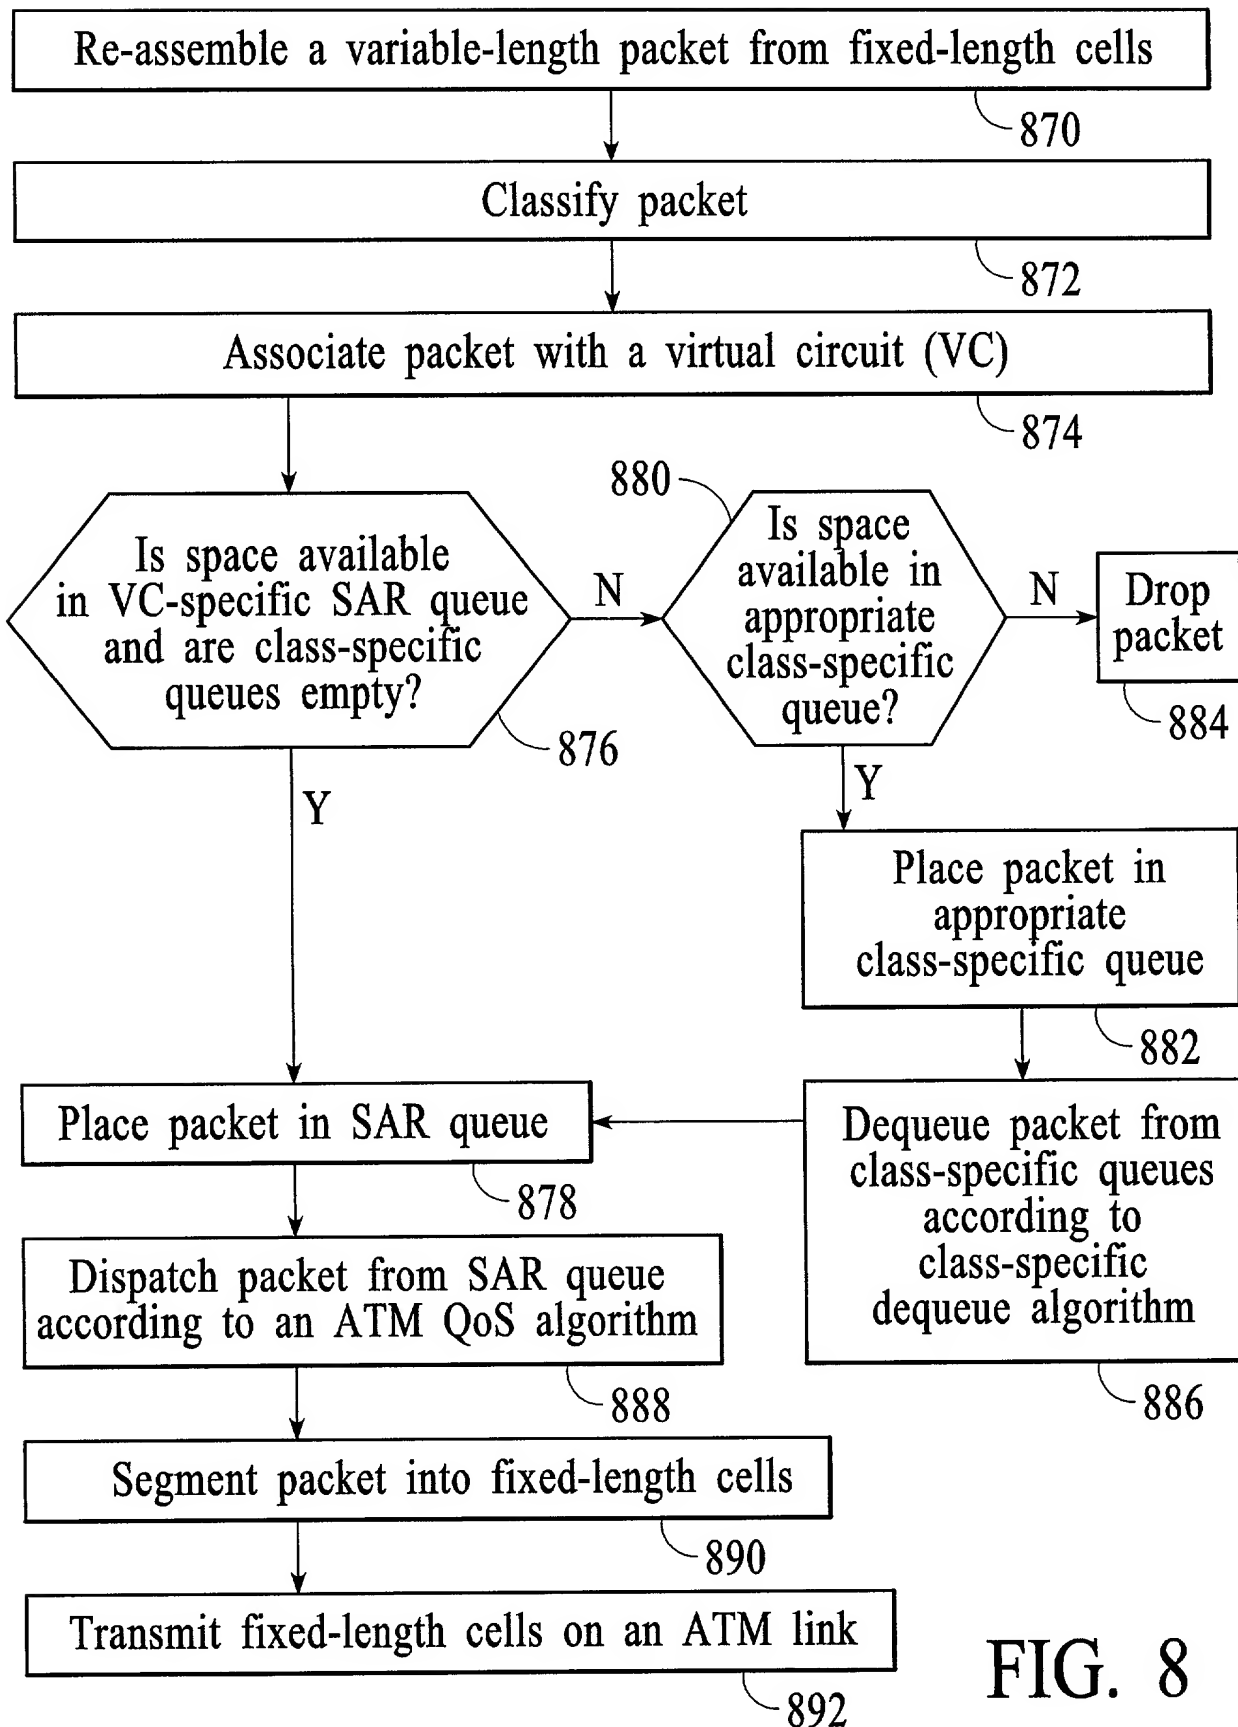 Re-assemble a variable-length packet from fixed-length cells
870
Classify packet
872
Associate packet with a virtual circuit (VC)
874
Is space available
in VC-specific SAR queue
and are class-specific
queues empty?
876
N
Y
880
Is space
available in
appropriate
class-specific
queue?
N
Y
Drop
packet
884
Place packet in
appropriate
class-specific queue
882
Dequeue packet from
class-specific queues
according to
class-specific
dequeue algorithm
886
Place packet in SAR queue
878
Dispatch packet from SAR queue
according to an ATM QoS algorithm
888
Segment packet into fixed-length cells
890
Transmit fixed-length cells on an ATM link
892
FIG. 8